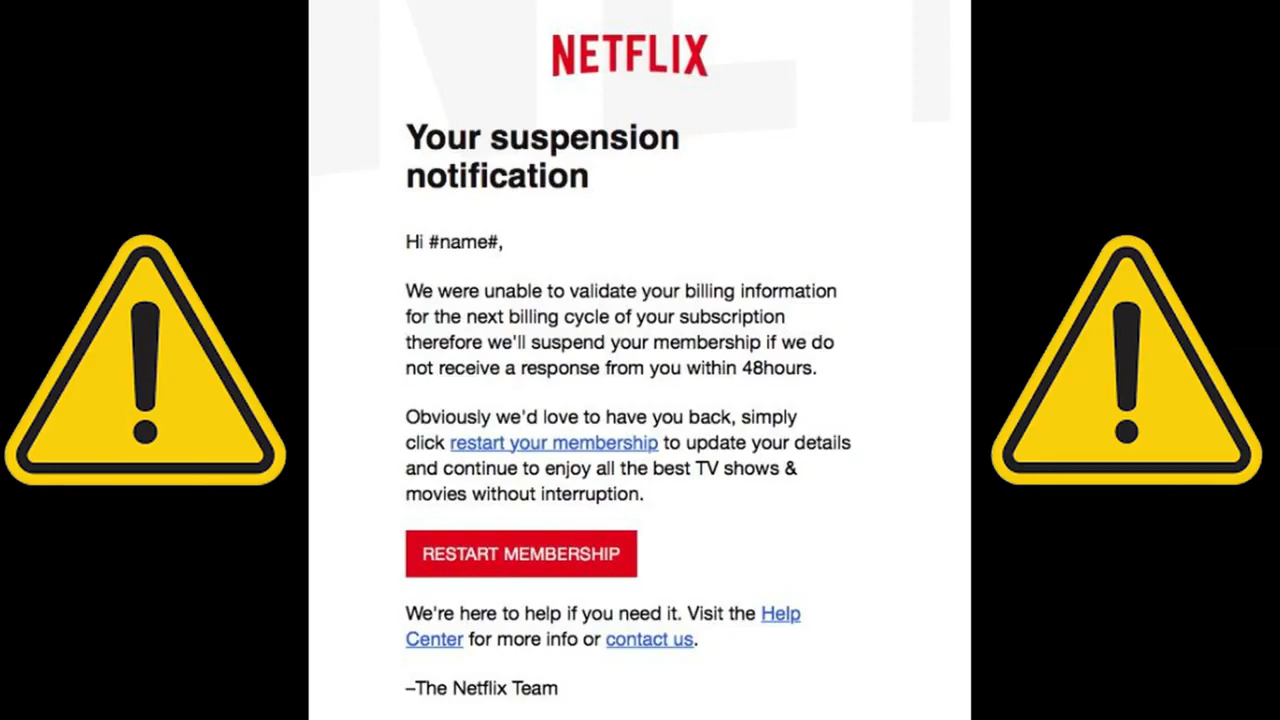 NETFLIX
Your suspension
notification
Hi #name#,
We were unable to validate your billing information
for the next billing cycle of your subscription
therefore we'll suspend your membership if we do
not receive a response from you within 48hours.
Obviously we'd love to have you back, simply
click restart your membership to update your details
and continue to enjoy all the best TV shows &
movies without interruption.
RESTART MEMBERSHIP
We're here to help if you need it. Visit the Help
Center for more info or contact us.
–The Netflix Team